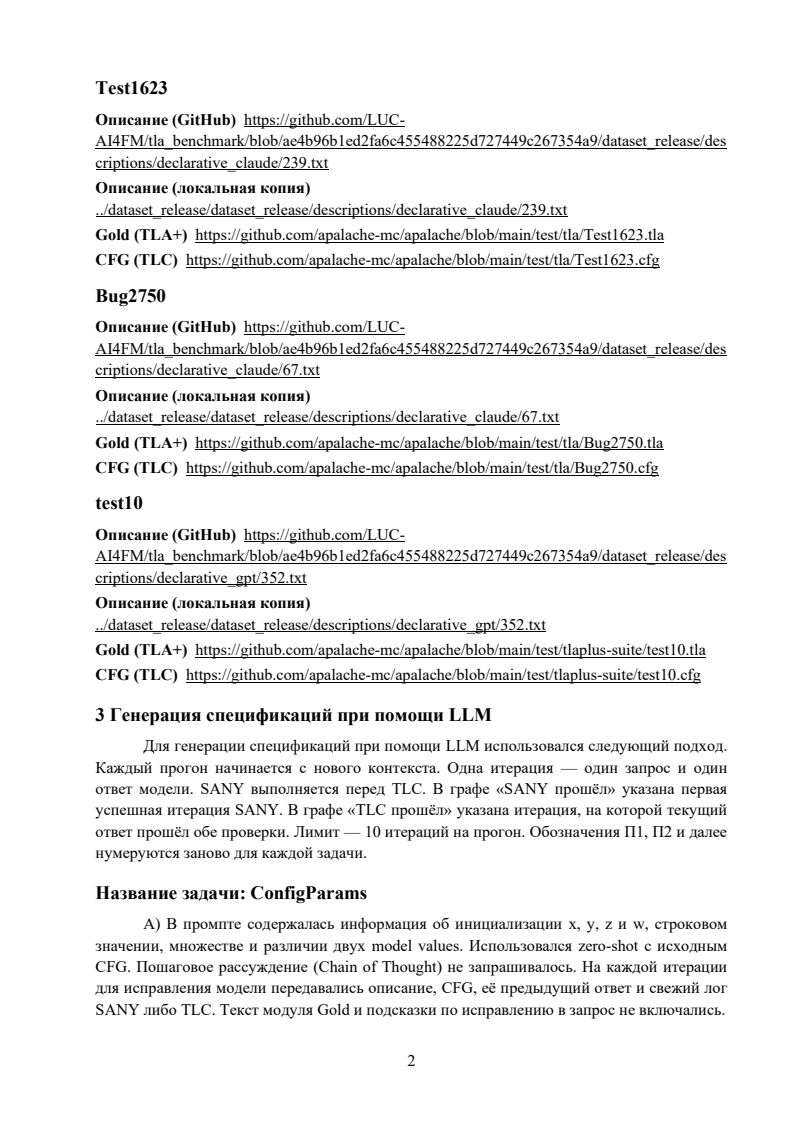 Test1623
Описание (GitHub) https://github.com/LUC-
AI4FM/tla_benchmark/blob/ae4b96b1ed2fa6c455488225d727449c267354a9/dataset_release/des
criptions/declarative_claude/239.txt
Описание (локальная копия)
../dataset_release/dataset_release/descriptions/declarative_claude/239.txt
Gold (TLA+) https://github.com/apalache-mc/apalache/blob/main/test/tla/Test1623.tla
CFG (TLC) https://github.com/apalache-mc/apalache/blob/main/test/tla/Test1623.cfg
Bug2750
Описание (GitHub) https://github.com/LUC-
AI4FM/tla_benchmark/blob/ae4b96b1ed2fa6c455488225d727449c267354a9/dataset_release/des
criptions/declarative_claude/67.txt
Описание (локальная копия)
../dataset_release/dataset_release/descriptions/declarative_claude/67.txt
Gold (TLA+) https://github.com/apalache-mc/apalache/blob/main/test/tla/Bug2750.tla
CFG (TLC) https://github.com/apalache-mc/apalache/blob/main/test/tla/Bug2750.cfg
test10
Описание (GitHub) https://github.com/LUC-
AI4FM/tla_benchmark/blob/ae4b96b1ed2fa6c455488225d727449c267354a9/dataset_release/des
criptions/declarative_gpt/352.txt
Описание (локальная копия)
../dataset_release/dataset_release/descriptions/declarative_gpt/352.txt
Gold (TLA+) https://github.com/apalache-mc/apalache/blob/main/test/tlaplus-suite/test10.tla
CFG (TLC) https://github.com/apalache-mc/apalache/blob/main/test/tlaplus-suite/test10.cfg
3 Генерация спецификаций при помощи LLM
Для генерации спецификаций при помощи LLM использовался следующий подход.
Каждый прогон начинается с нового контекста. Одна итерация — один запрос и один
ответ модели. SANY выполняется перед TLC. В графе «SANY прошёл» указана первая
успешная итерация SANY. В графе «TLC прошёл» указана итерация, на которой текущий
ответ прошёл обе проверки. Лимит — 10 итераций на прогон. Обозначения П1, П2 и далее
нумеруются заново для каждой задачи.
Название задачи: ConfigParams
А) В промпте содержалась информация об инициализации x, y, z и w, строковом
значении, множестве и различии двух model values. Использовался zero-shot с исходным
CFG. Пошаговое рассуждение (Chain of Thought) не запрашивалось. На каждой итерации
для исправления модели передавались описание, CFG, её предыдущий ответ и свежий лог
SANY либо TLC. Текст модуля Gold и подсказки по исправлению в запрос не включались.
2